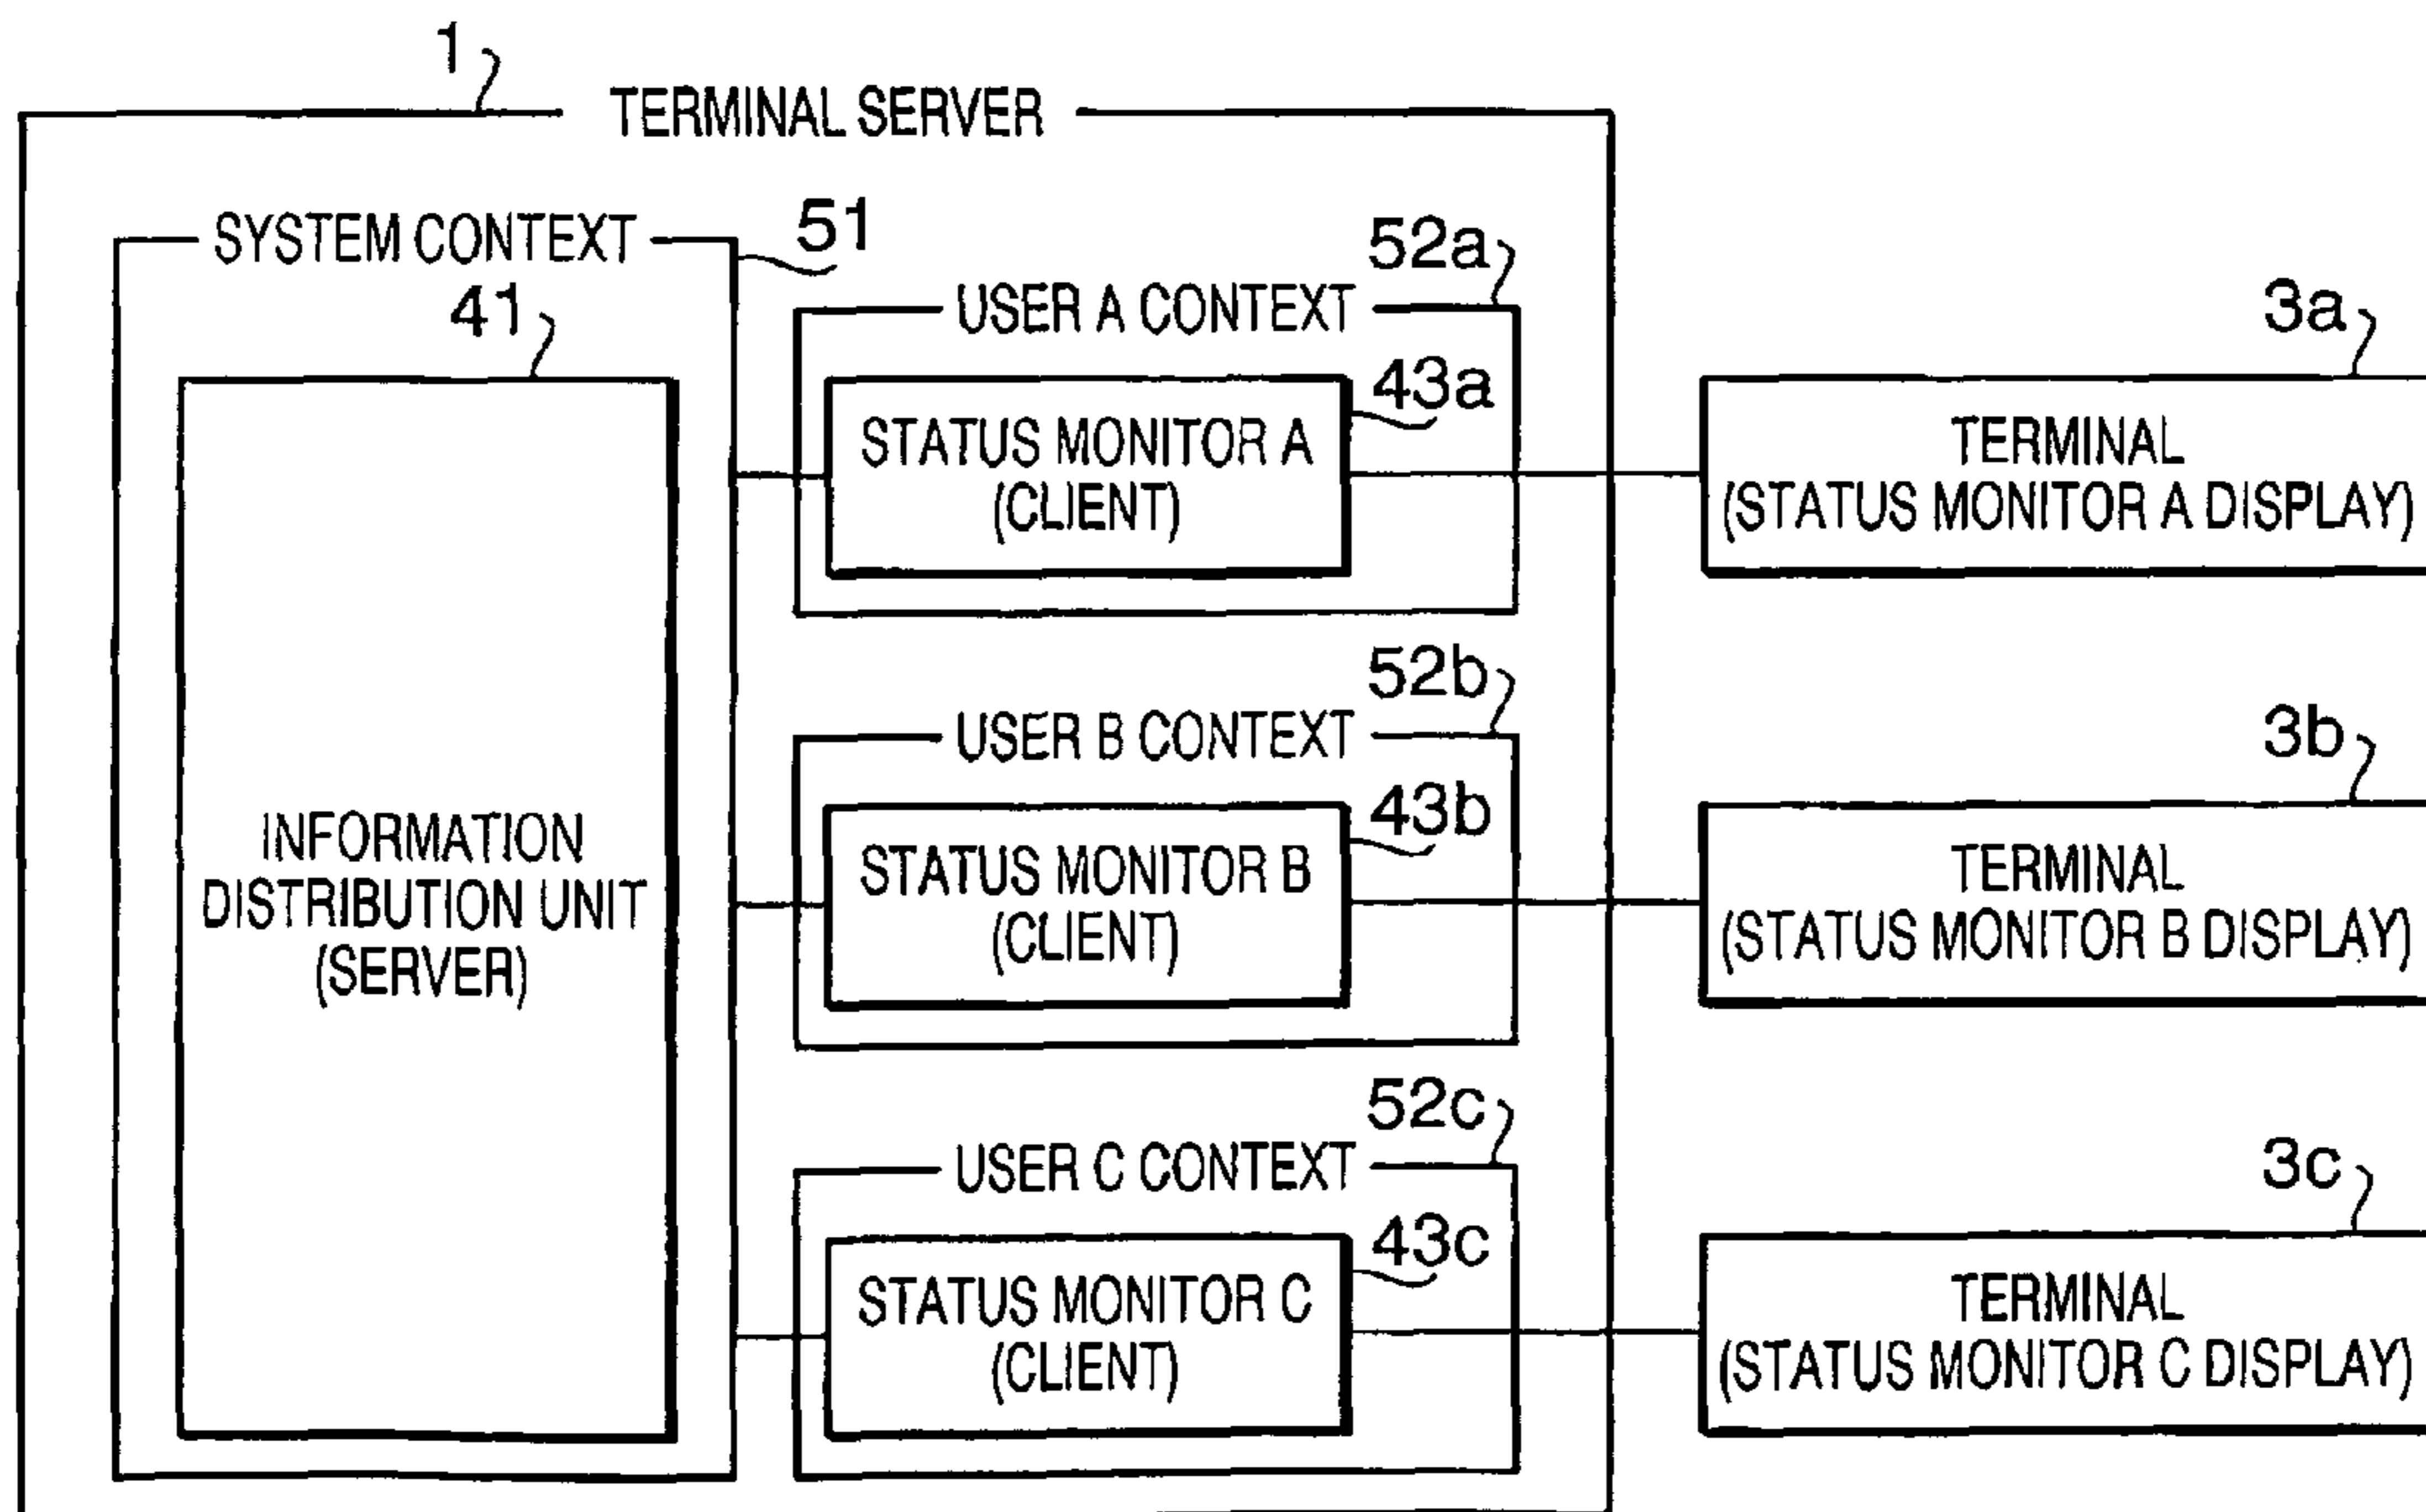 1
TERMINAL SERVER
SYSTEM CONTEXT
51
41
INFORMATION
DISTRIBUTION UNIT
(SERVER)
52a
USER A CONTEXT
43a
STATUS MONITOR A
(CLIENT)
3a
TERMINAL
(STATUS MONITOR A DISPLAY)
52b
USER B CONTEXT
43b
STATUS MONITOR B
(CLIENT)
3b
TERMINAL
(STATUS MONITOR B DISPLAY)
52c
USER C CONTEXT
43c
STATUS MONITOR C
(CLIENT)
3c
TERMINAL
(STATUS MONITOR C DISPLAY)